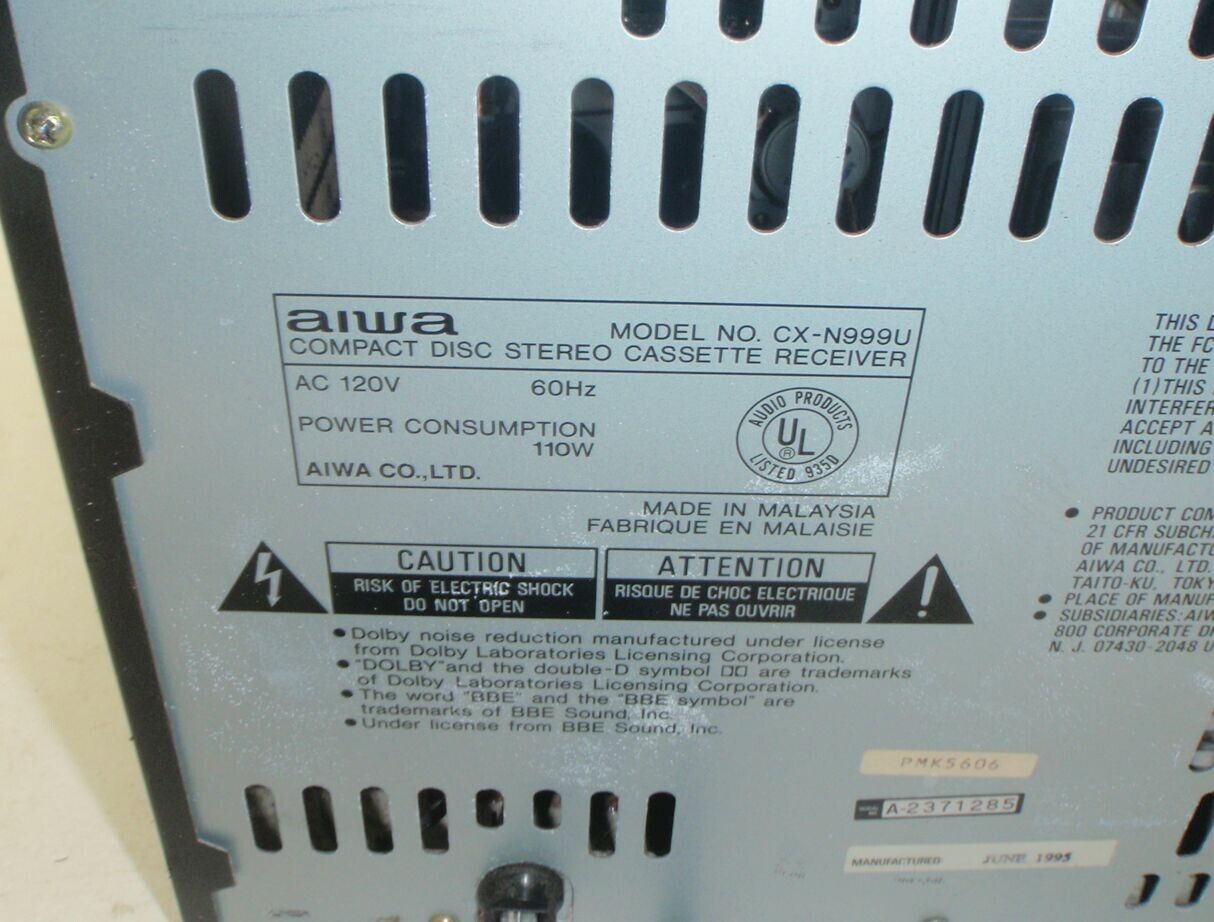 aiwa
MODEL NO. CX-N999U
COMPACT DISC STEREO CASSETTE RECEIVER
AC 120V 60Hz
POWER CONSUMPTION
110W
AIWA CO.,LTD.
AUDIO PRODUCTS
UL
®
LISTED 935D
MADE IN MALAYSIA
FABRIQUE EN MALAISIE
CAUTION
RISK OF ELECTRIC SHOCK
DO NOT OPEN
ATTENTION
RISQUE DE CHOC ELECTRIQUE
NE PAS OUVRIR
•Dolby noise reduction manufactured under license
from Dolby Laboratories Licensing Corporation.
•"DOLBY"and the double-D symbol are trademarks
of Dolby Laboratories Licensing Corporation.
•The word "BBE" and the "BBE symbol" are
trademarks of BBE Sound, Inc.
•Under license from BBE Sound, Inc.
THIS
THE FC
TO THE
(1)THIS
INTERFER
ACCEPT A
INCLUDING
UNDESIRED
• PRODUCT COM
21 CFR SUBCH
OF MANUFACTU
AIWA CO., LTD.
TAITO-KU, TOKY
• PLACE OF MANUF
• SUBSIDIARIES:AIW
800 CORPORATE D
N. J. 07430-2048 U
PMK5606
A-2371285
MANUFACTURED: JUNE 1995